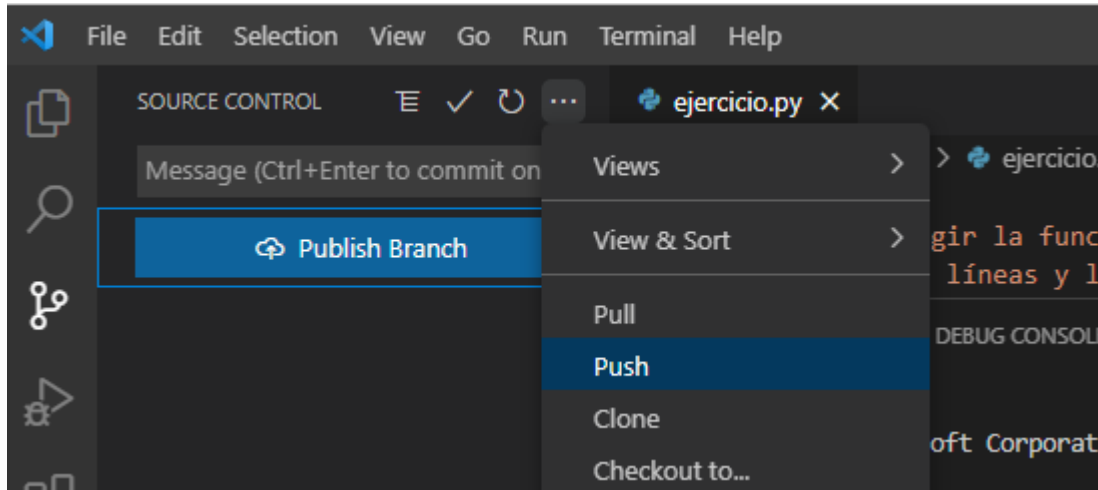 File Edit Selection View Go Run Terminal Help
SOURCE CONTROL
ejercicio.py
Message (Ctrl+Enter to commit on
Publish Branch
Views
View & Sort
Pull
Push
Clone
Checkout to...
ejercicio
gir la func
líneas y l
DEBUG CONSOL
oft Corporat